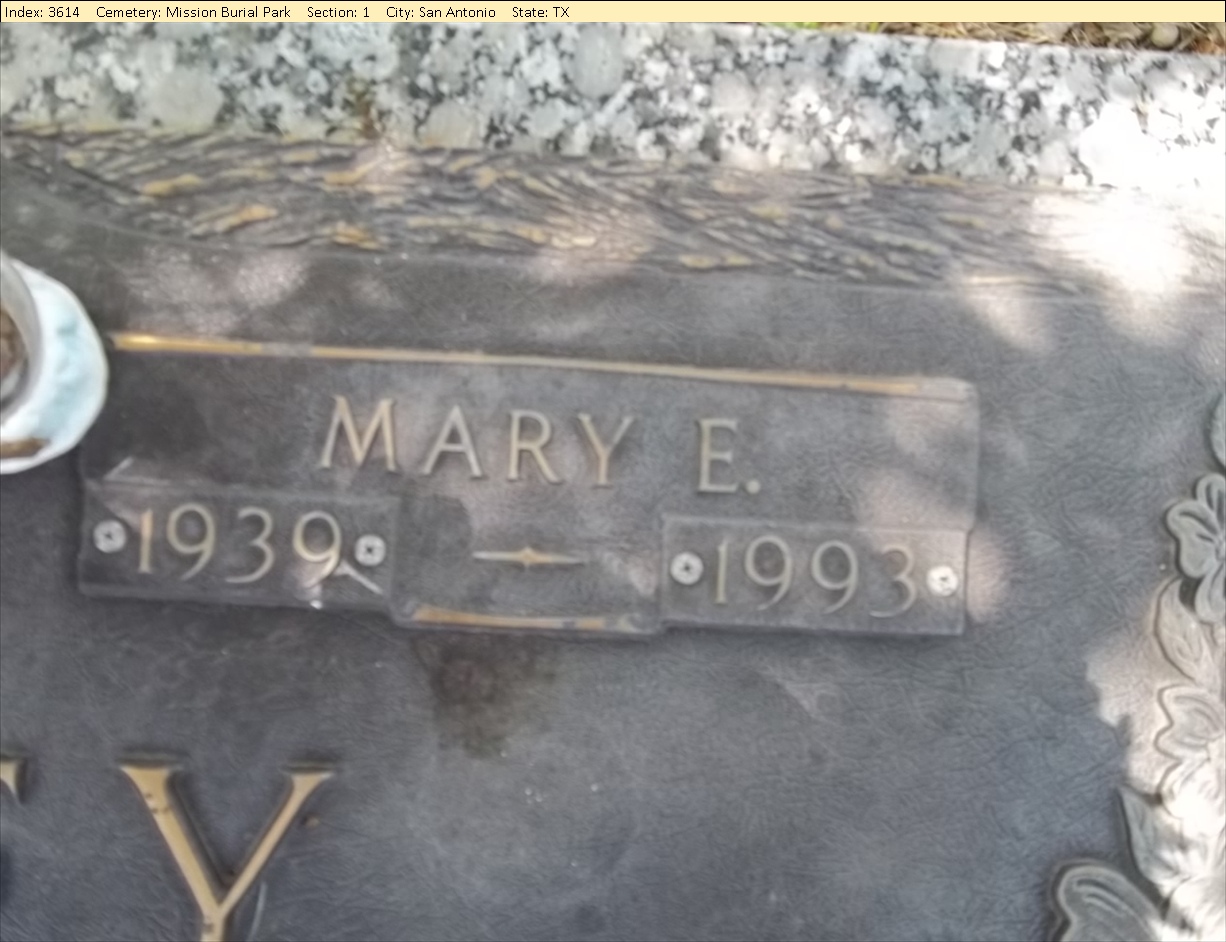 Index: 3614 Cemetery: Mission Burial Park Section: 1 City: San Antonio State: TX
MARY E.
1939 1993
Y